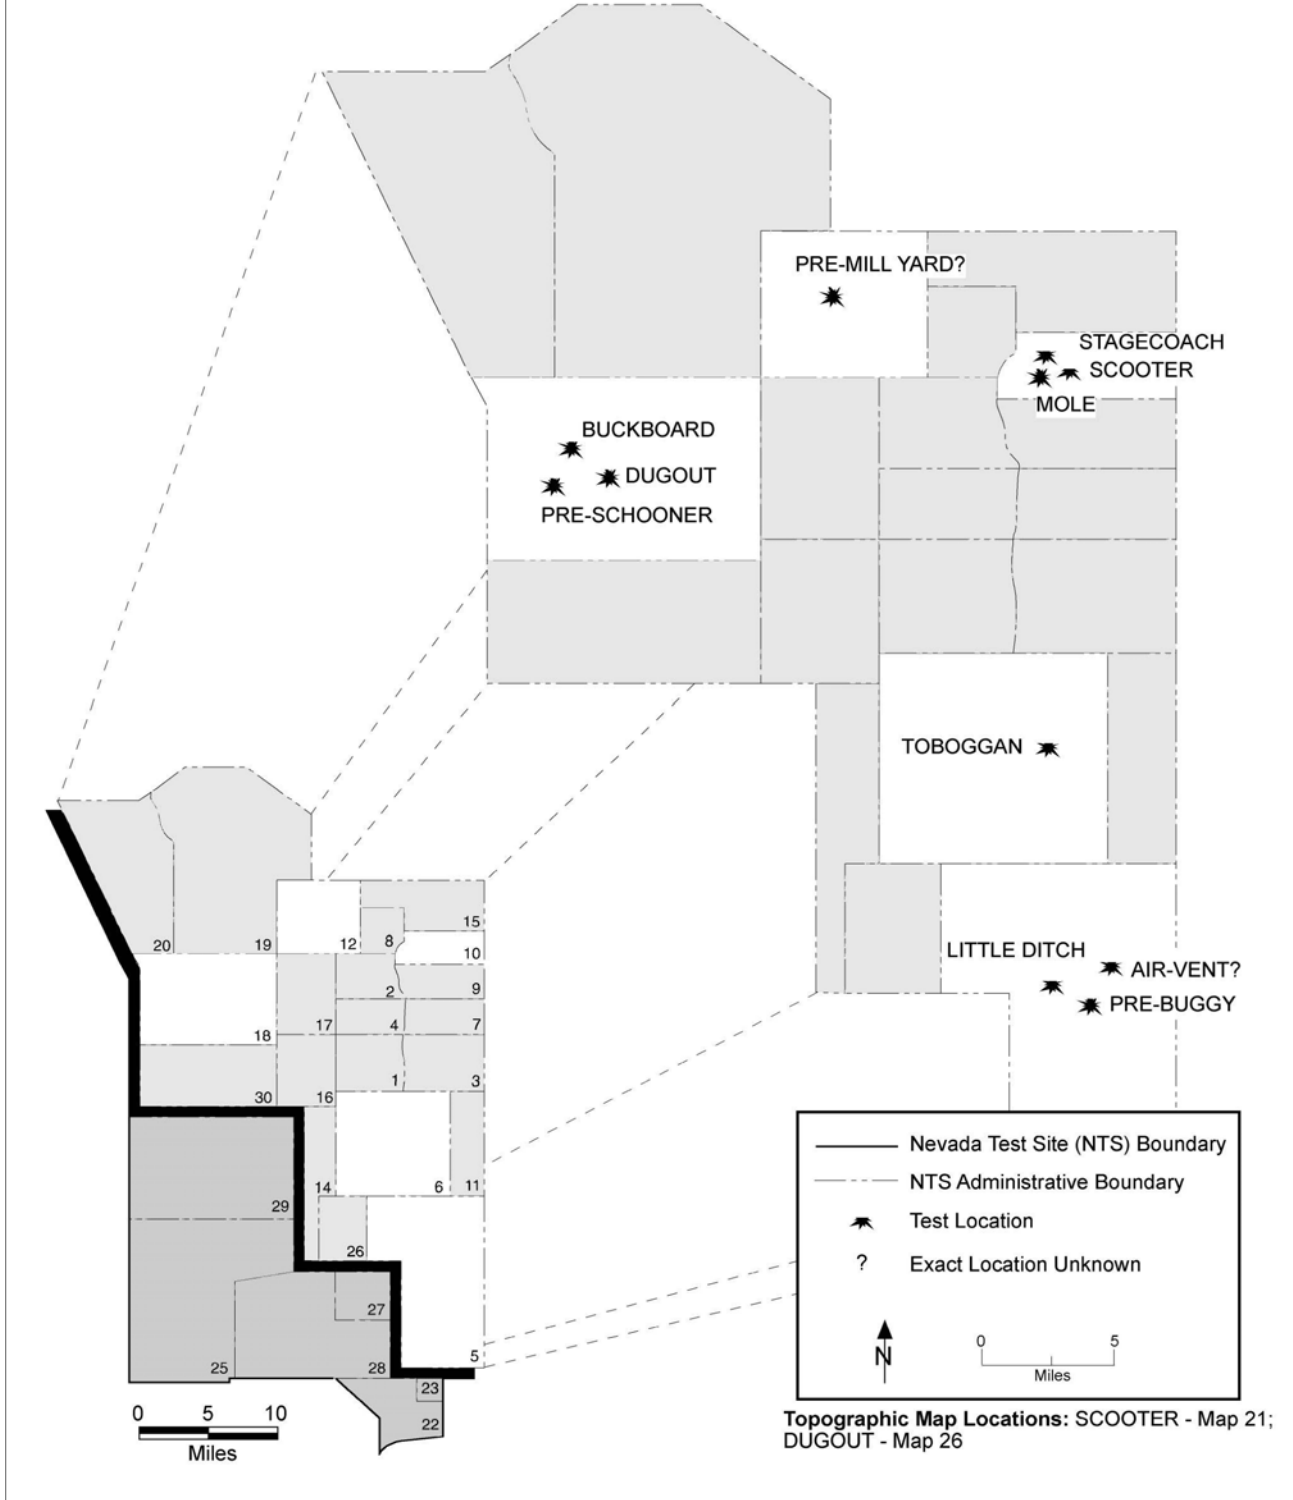 PRE-MILL YARD?
STAGECOACH
SCOOTER
MOLE
BUCKBOARD
DUGOUT
PRE-SCHOONER
TOBOGGAN
LITTLE DITCH
AIR-VENT?
PRE-BUGGY
20
19
12
8
15
10
2
9
18
17
4
7
30
16
1
3
29
14
6
11
26
27
25
28
5
23
22
0 5 10
Miles
Nevada Test Site (NTS) Boundary
NTS Administrative Boundary
Test Location
? Exact Location Unknown
N
0 5
Miles
Topographic Map Locations: SCOOTER - Map 21;
DUGOUT - Map 26